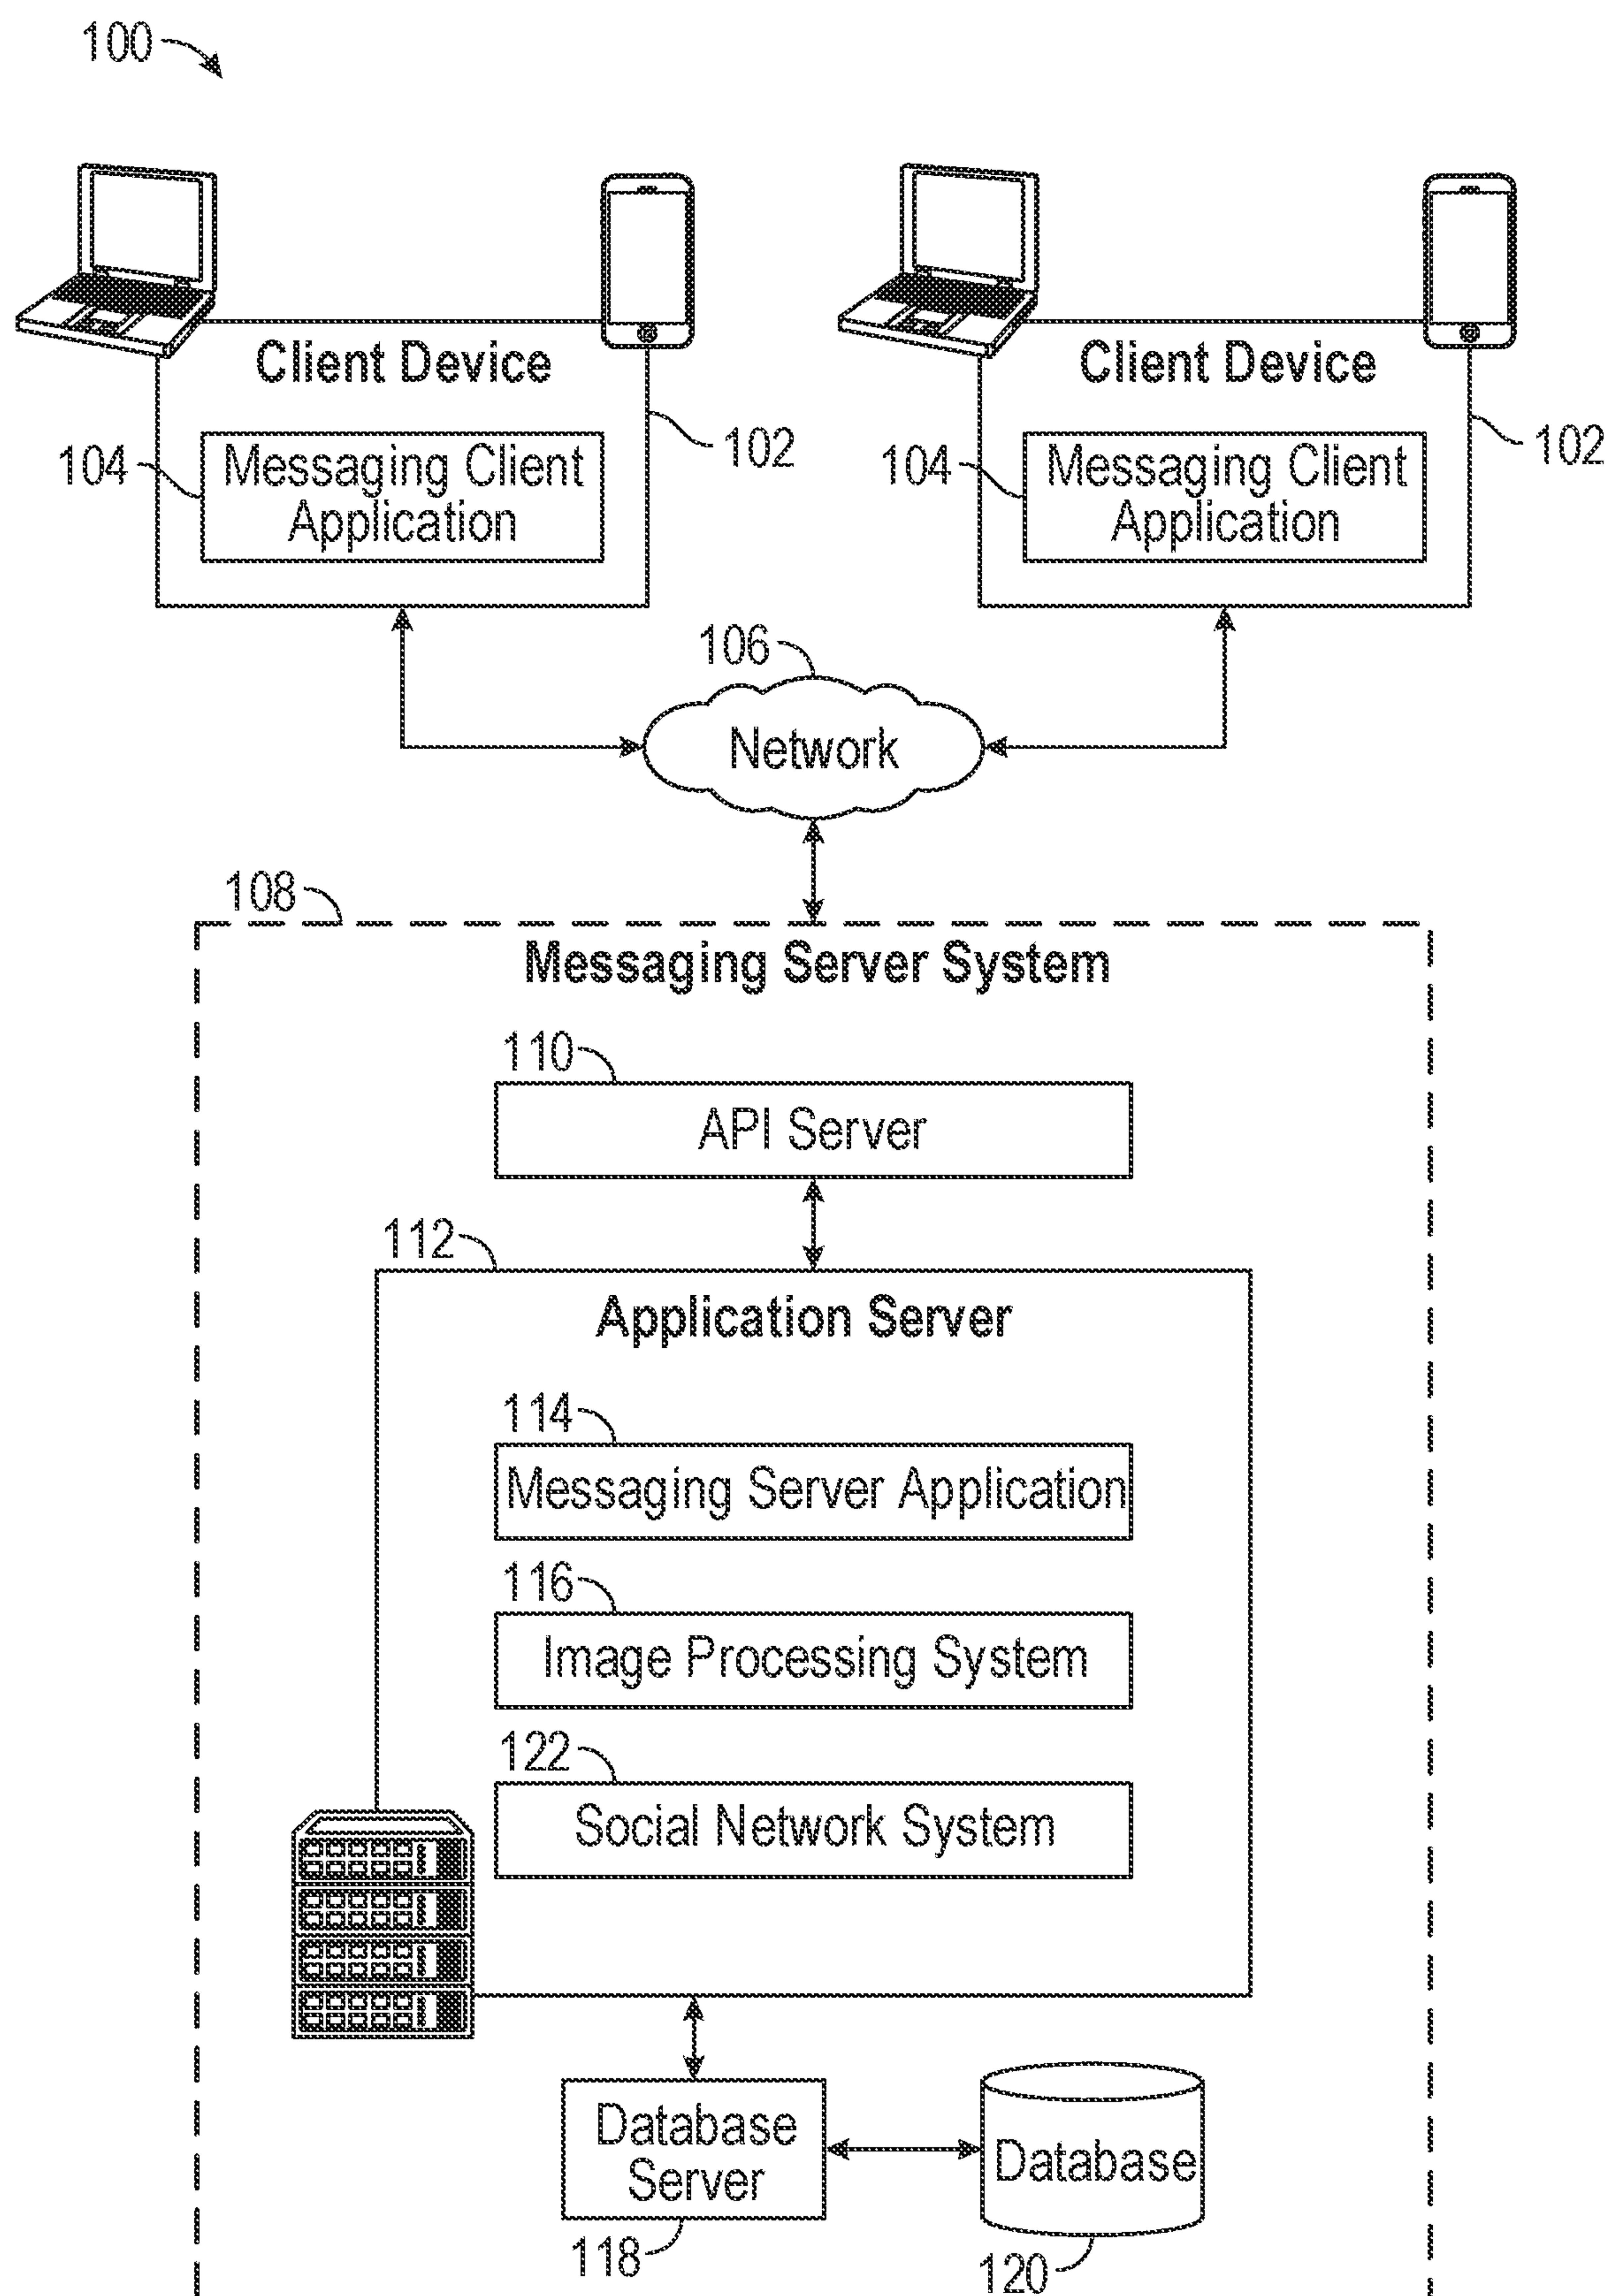 100
Client Device
Client Device
102
102
104
Messaging Client
Application
104
Messaging Client
Application
106
Network
108
Messaging Server System
110
API Server
112
Application Server
114
Messaging Server Application
116
Image Processing System
122
Social Network System
Database
Server
Database
118
120